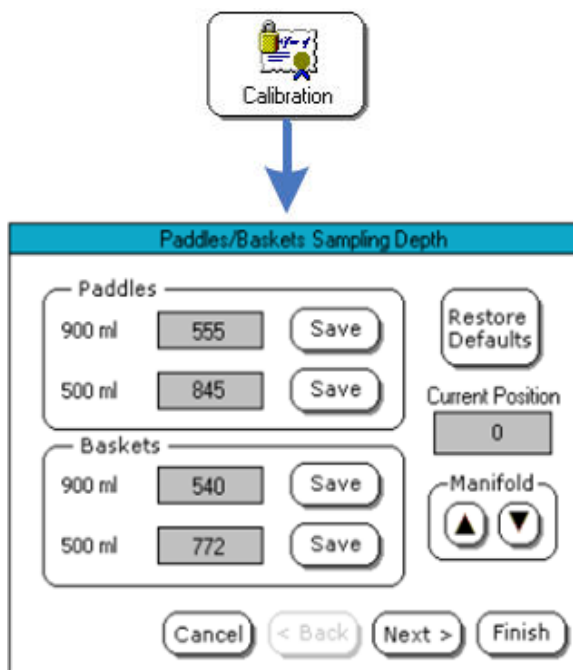 Calibration
Paddles/Baskets Sampling Depth
Paddles
900 ml 555 Save
500 ml 845 Save
Restore
Defaults
Current Position
0
Baskets
900 ml 540 Save
500 ml 772 Save
Manifold
Cancel < Back Next > Finish